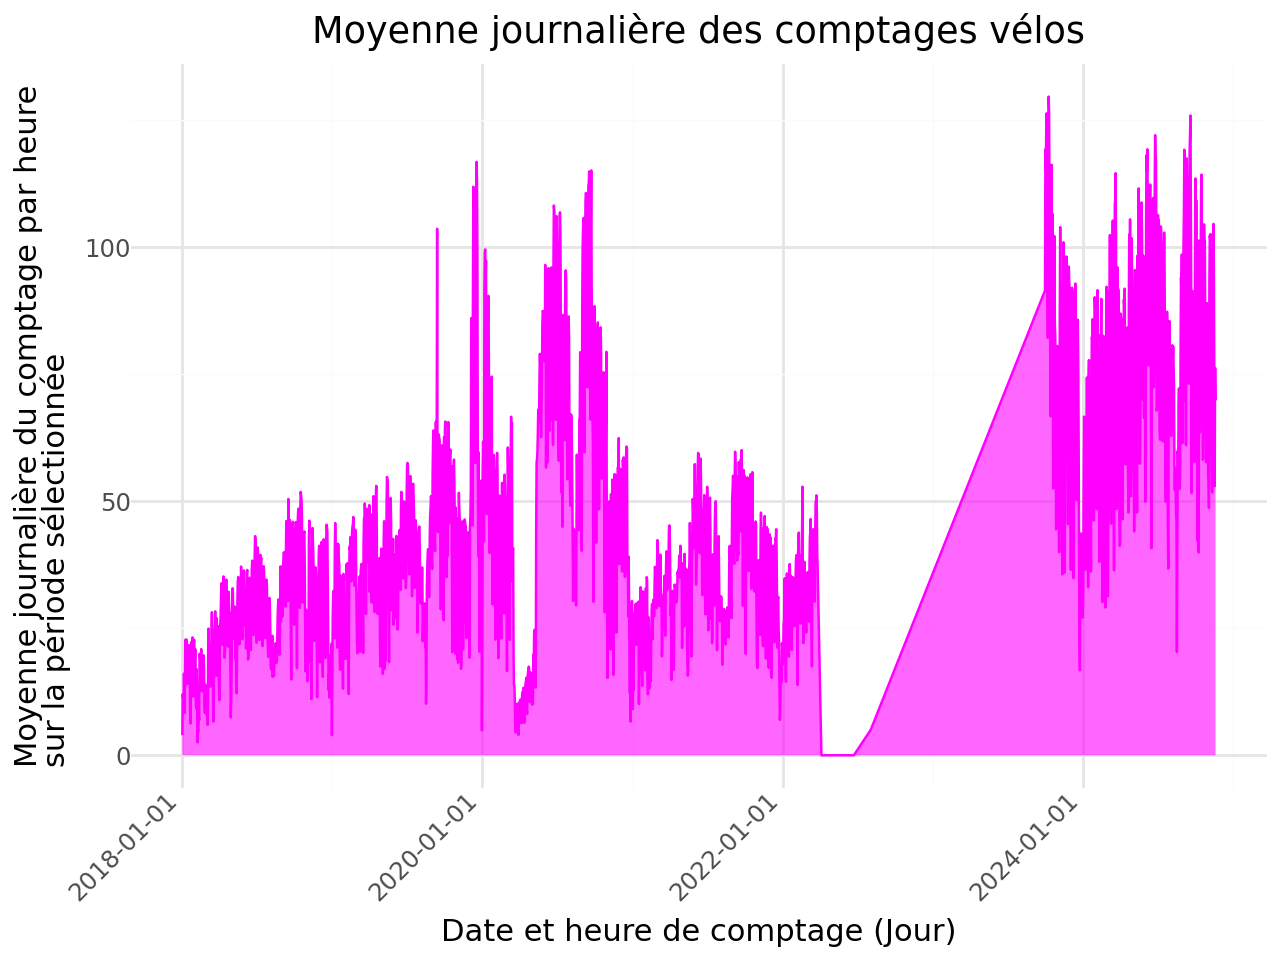 Moyenne journalière des comptages vélos
Moyenne journalière du comptage par heure
sur la période sélectionnée
100
50
0
2018-01-01
2020-01-01
2022-01-01
2024-01-01
Date et heure de comptage (Jour)